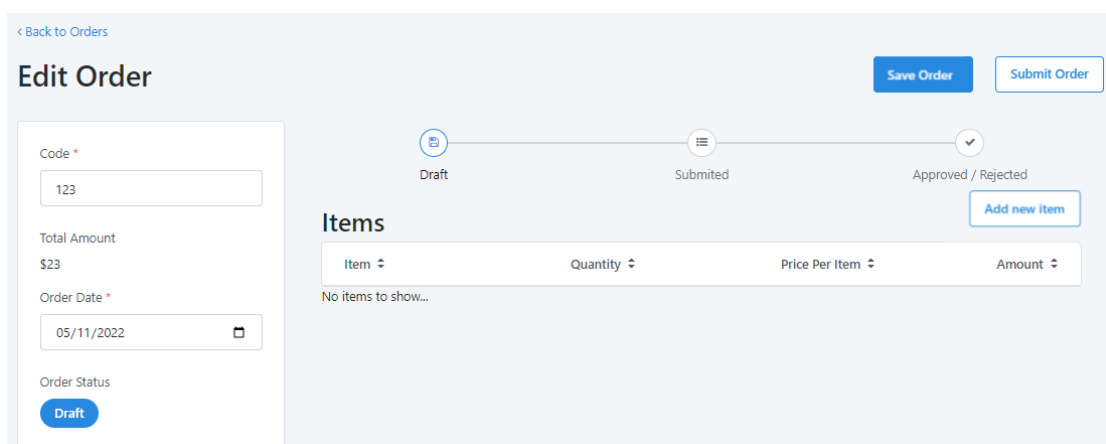 Back to Orders
Edit Order
Save Order
Submit Order
Code *
123
Total Amount
$23
Order Date *
05/11/2022
Order Status
Draft
Draft
Submited
Approved / Rejected
Items
Add new item
Item
Quantity
Price Per Item
Amount
No items to show...